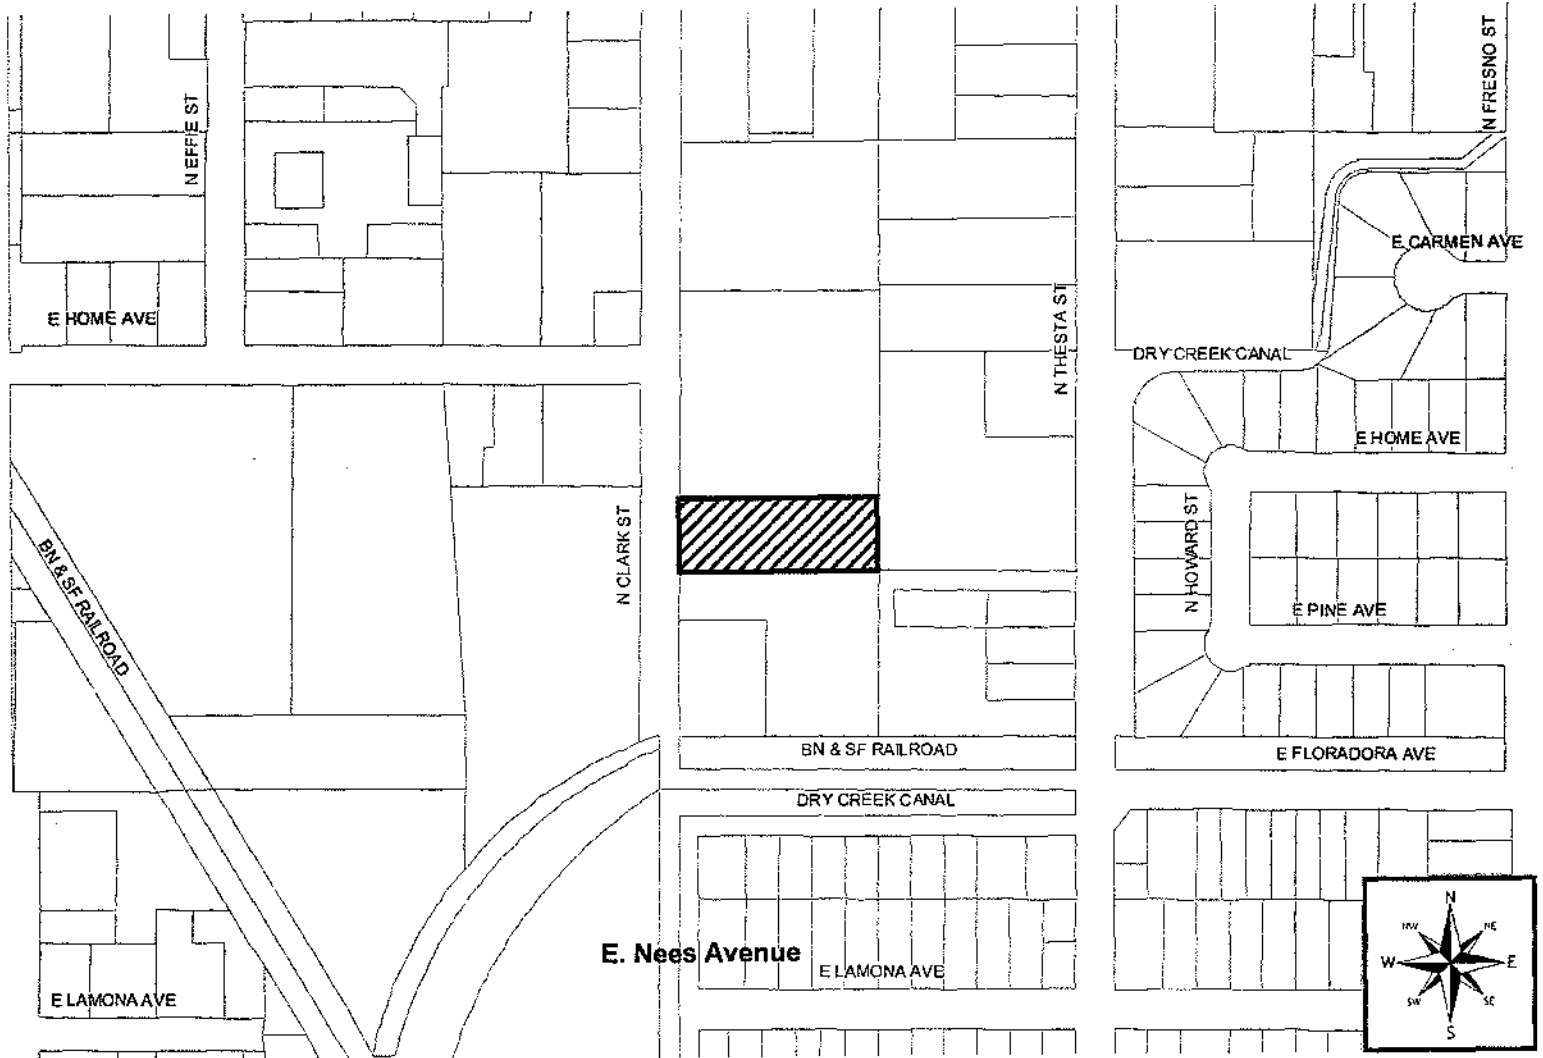 N FRESNO ST
N EFFIE ST
E CARMEN AVE
E HOME AVE
N THESTA ST
DRY CREEK CANAL
E HOME AVE
N CLARK ST
N HOWARD ST
BN & SF RAILROAD
E PINE AVE
BN & SF RAILROAD
E FLORADORA AVE
DRY CREEK CANAL
E. Nees Avenue
E LAMONA AVE
E LAMONA AVE
N
NW
NE
W
E
SW
SE
S